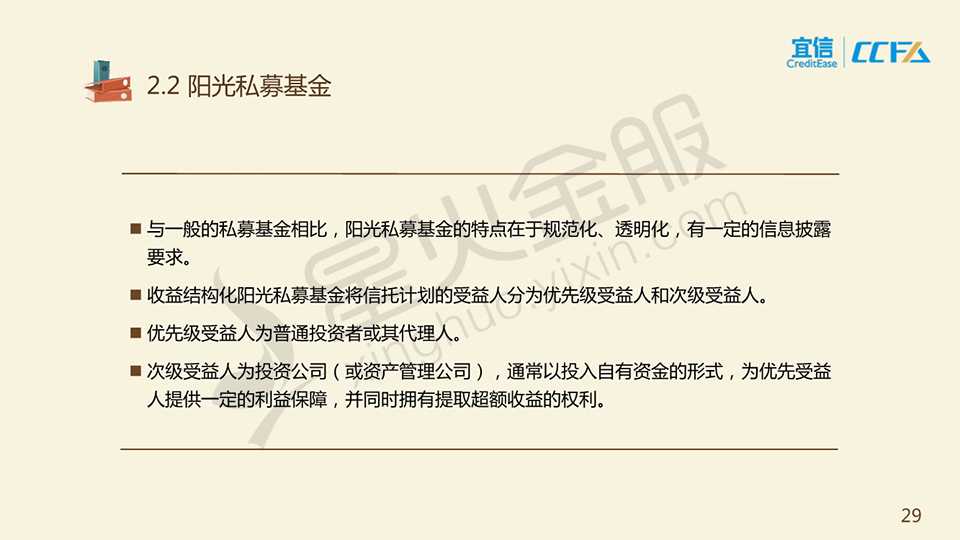 宜信
CreditEase
CCFA
2.2 阳光私募基金
星火金服
xinghuoyixin.com
与一般的私募基金相比，阳光私募基金的特点在于规范化、透明化，有一定的信息披露
要求。
收益结构化阳光私募基金将信托计划的受益人分为优先级受益人和次级受益人。
优先级受益人为普通投资者或其代理人。
次级受益人为投资公司（或资产管理公司），通常以投入自有资金的形式，为优先受益
人提供一定的利益保障，并同时拥有提取超额收益的权利。
29